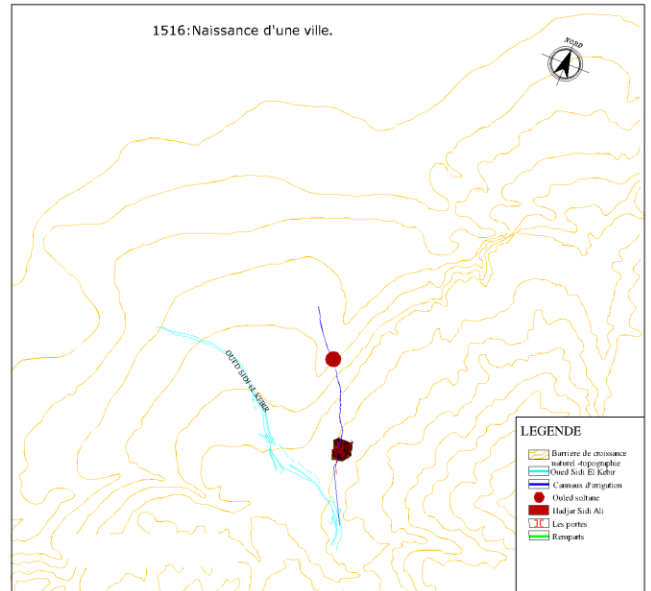 1516:Naissance d'une ville.
NORD
OUED SIDI EL KEBIR
LEGENDE
Barriere de croissance
naturel -topographie
Oued Sidi El Kebir
Cannaux d'irrigation
Ouled soltane
Hadjar Sidi Ali
Les portes
Remparts